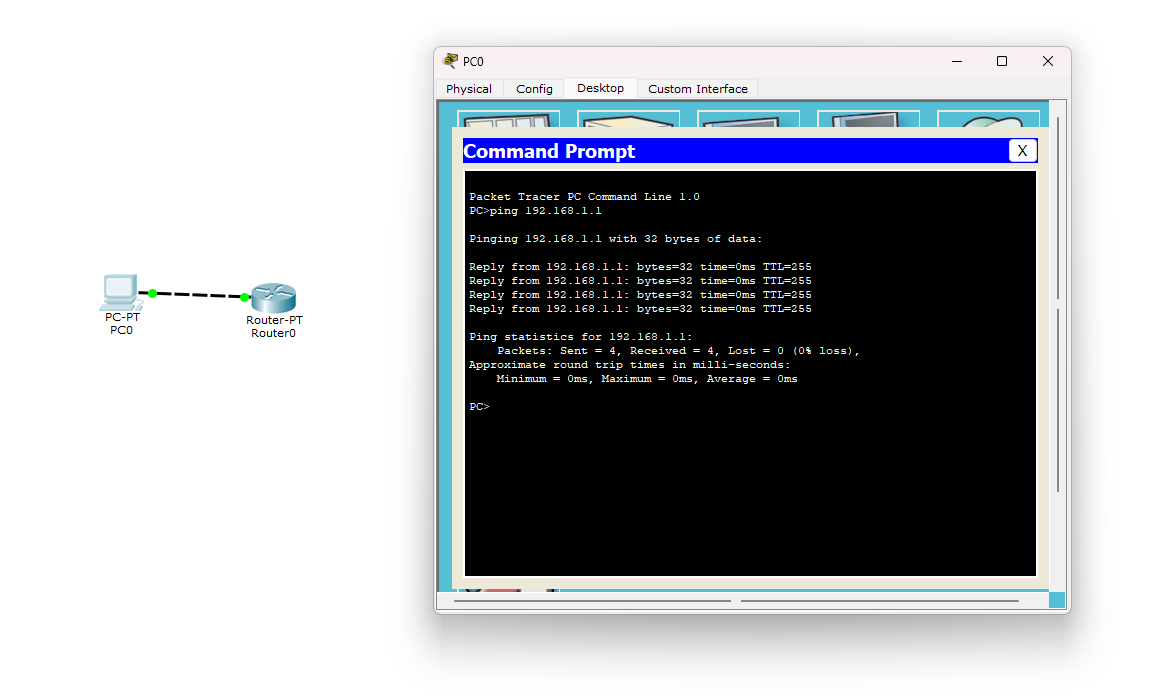 PC0
Physical Config Desktop Custom Interface
Command Prompt X
Packet Tracer PC Command Line 1.0
PC>ping 192.168.1.1
Pinging 192.168.1.1 with 32 bytes of data:
Reply from 192.168.1.1: bytes=32 time=0ms TTL=255
Reply from 192.168.1.1: bytes=32 time=0ms TTL=255
Reply from 192.168.1.1: bytes=32 time=0ms TTL=255
Reply from 192.168.1.1: bytes=32 time=0ms TTL=255
Ping statistics for 192.168.1.1:
Packets: Sent = 4, Received = 4, Lost = 0 (0% loss),
Approximate round trip times in milli-seconds:
Minimum = 0ms, Maximum = 0ms, Average = 0ms
PC>
PC-PT
PC0
Router-PT
Router0